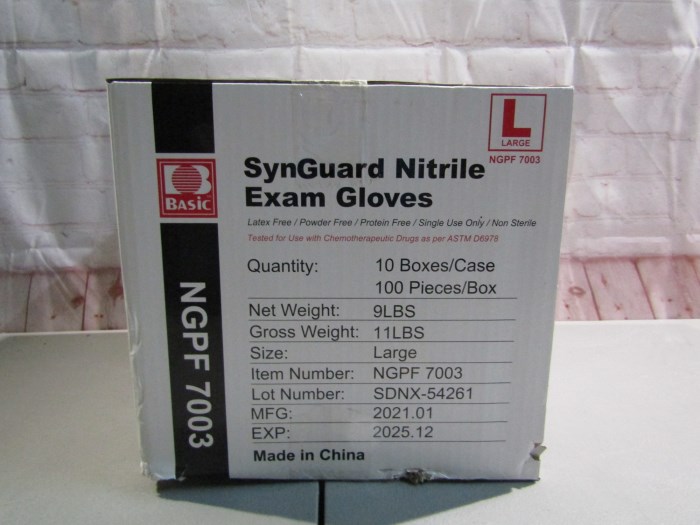 L
LARGE
NGPF 7003
BASIC
SynGuard Nitrile
Exam Gloves
Latex Free / Powder Free / Protein Free / Single Use Only / Non Sterile
Tested for Use with Chemotherapeutic Drugs as per ASTM D6978
Quantity: 10 Boxes/Case
100 Pieces/Box
Net Weight: 9LBS
Gross Weight: 11LBS
Size: Large
Item Number: NGPF 7003
Lot Number: SDNX-54261
MFG: 2021.01
EXP: 2025.12
Made in China
NGPF 7003